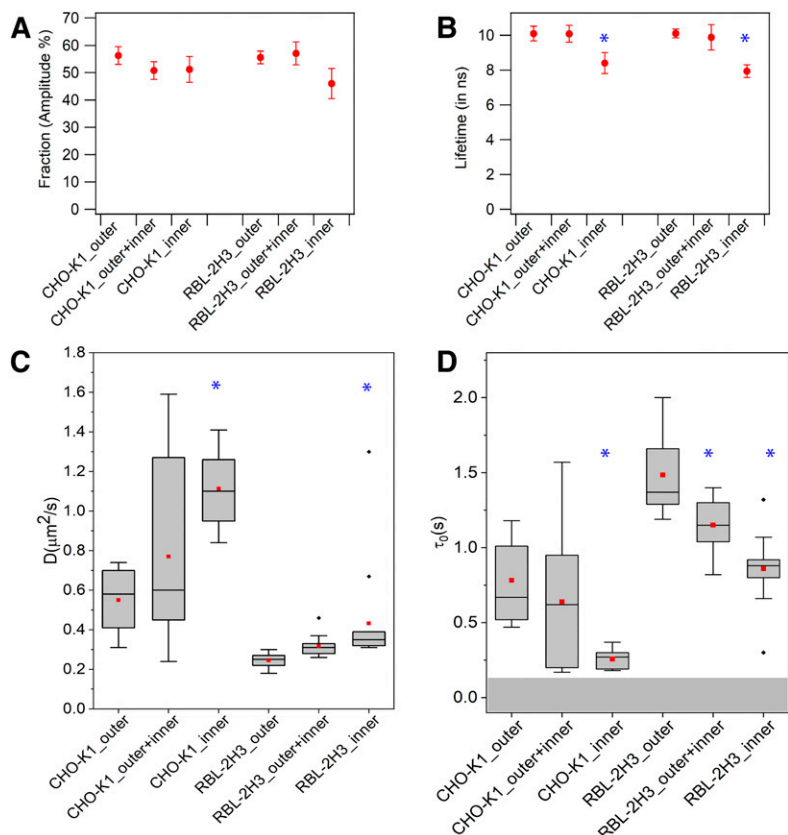 A
Fraction (Amplitude %)
70
60
50
40
30
20
10
0
CHO-K1_outer
CHO-K1_outer+inner
CHO-K1_inner
RBL-2H3_outer
RBL-2H3_outer+inner
RBL-2H3_inner
B
Lifetime (in ns)
10
8
6
4
2
0
*
*
CHO-K1_outer
CHO-K1_outer+inner
CHO-K1_inner
RBL-2H3_outer
RBL-2H3_outer+inner
RBL-2H3_inner
C
D(μm²/s)
1.8
1.6
1.4
1.2
1.0
0.8
0.6
0.4
0.2
0.0
*
*
CHO-K1_outer
CHO-K1_outer+inner
CHO-K1_inner
RBL-2H3_outer
RBL-2H3_outer+inner
RBL-2H3_inner
D
τ₀(s)
2.0
1.5
1.0
0.5
0.0
*
*
*
CHO-K1_outer
CHO-K1_outer+inner
CHO-K1_inner
RBL-2H3_outer
RBL-2H3_outer+inner
RBL-2H3_inner